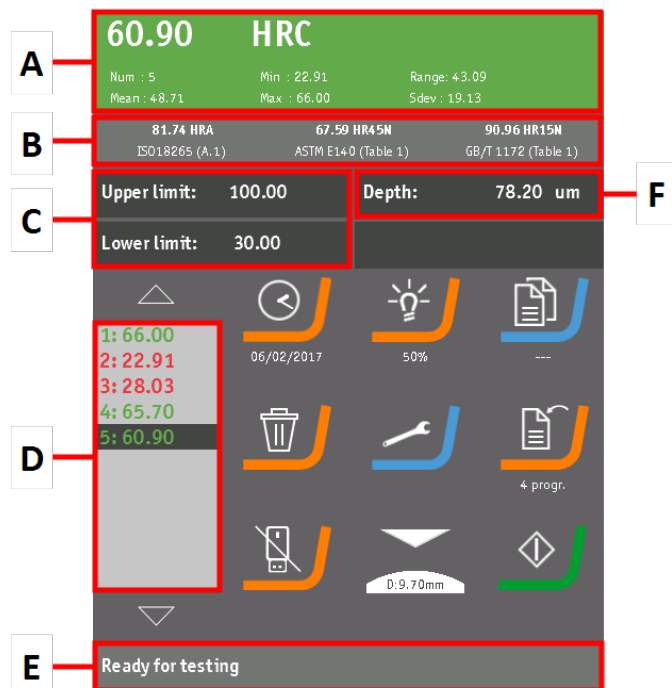 A
60.90 HRC
Num : 5 Min : 22.91 Range: 43.09
Mean : 48.71 Max : 66.00 Sdev : 19.13
B
81.74 HRA 67.59 HR45N 90.96 HR15N
ISO18265 (A.1) ASTM E140 (Table 1) GB/T 1172 (Table 1)
C
Upper limit: 100.00
Lower limit: 30.00
Depth: 78.20 um
F
D
1: 66.00
2: 22.91
3: 28.03
4: 65.70
5: 60.90
06/02/2017 50% ---
4 progr.
D:9.70mm
E
Ready for testing